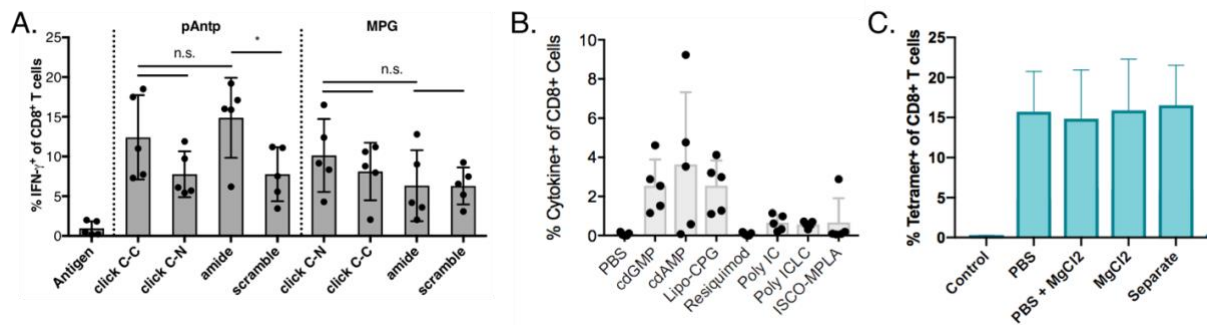 A.
pAntp
MPG
n.s.
*
n.s.
% IFN-γ⁺ of CD8⁺ T cells
25
20
15
10
5
0
Antigen
click C-C
click C-N
amide
scramble
click C-N
click C-C
amide
scramble
B.
% Cytokine+ of CD8+ Cells
10
8
6
4
2
0
PBS
cdGMP
cdAMP
Lipo-CPG
Resiquimod
Poly IC
Poly ICLC
ISCO-MPLA
C.
% Tetramer+ of CD8+ T cells
25
20
15
10
5
0
Control
PBS
PBS + MgCl2
MgCl2
Separate